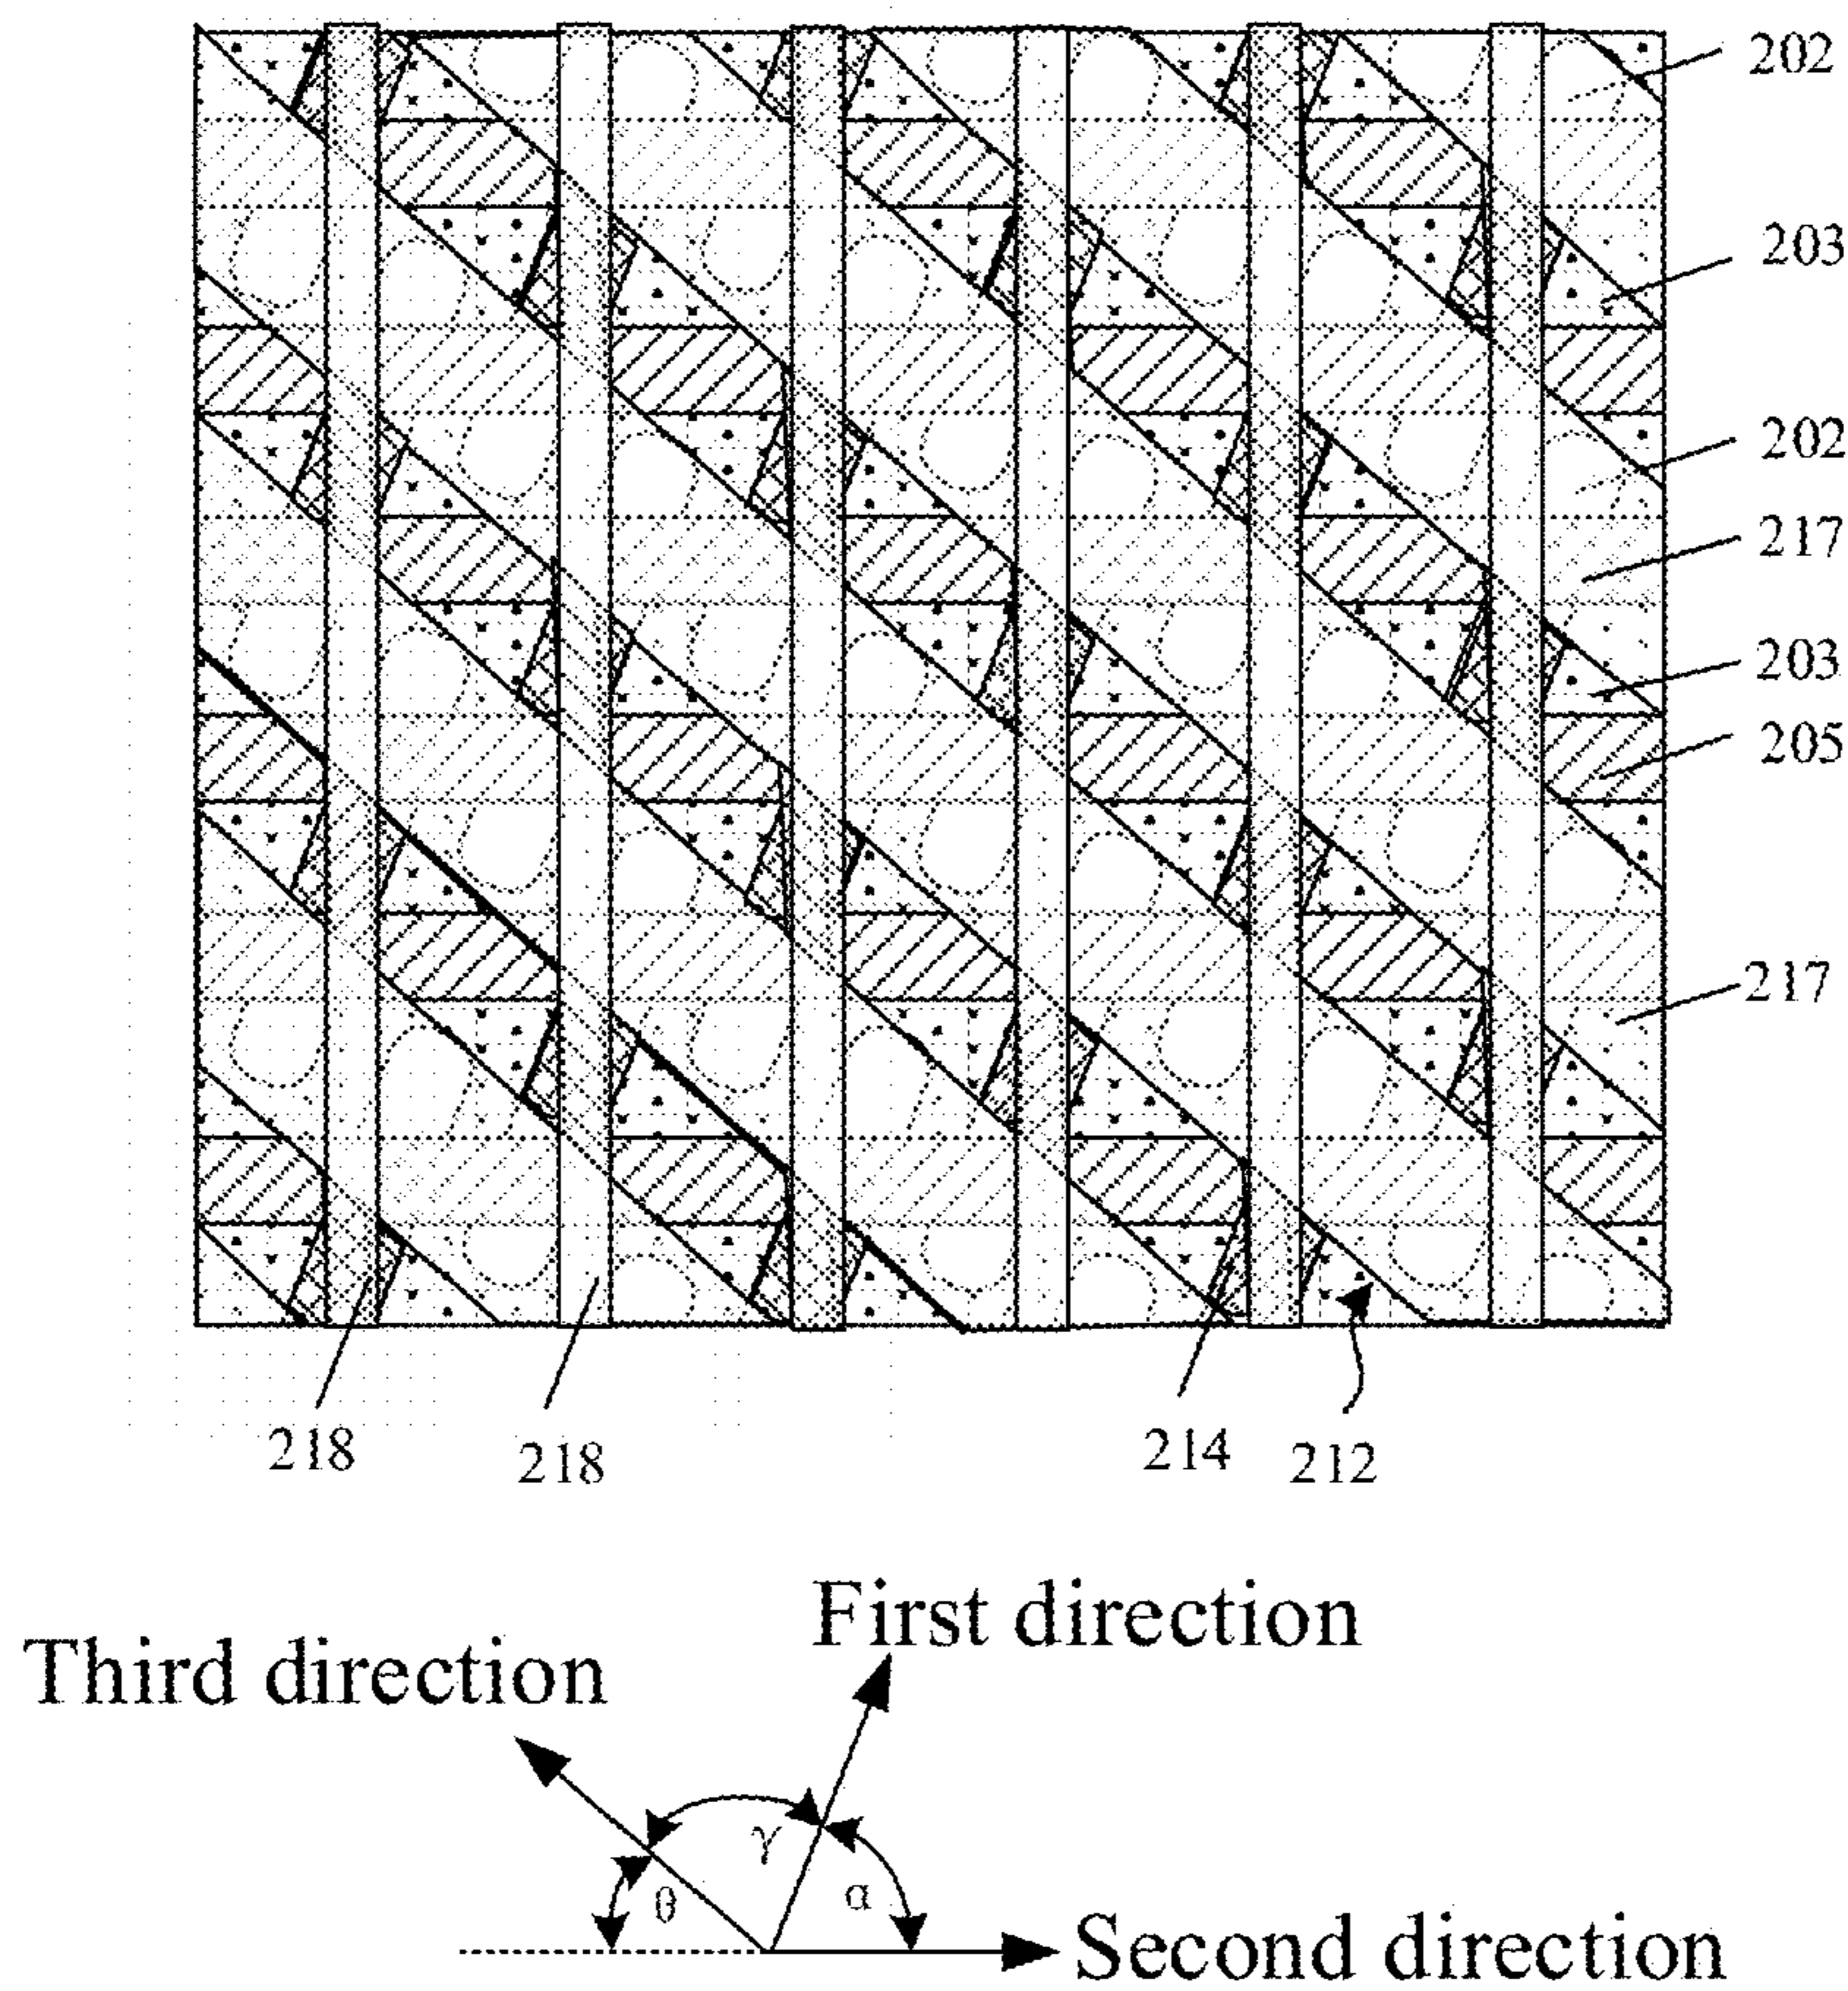 202
203
202
217
203
205
217
218
218
214
212
First direction
Third direction
γ
θ
α
Second direction